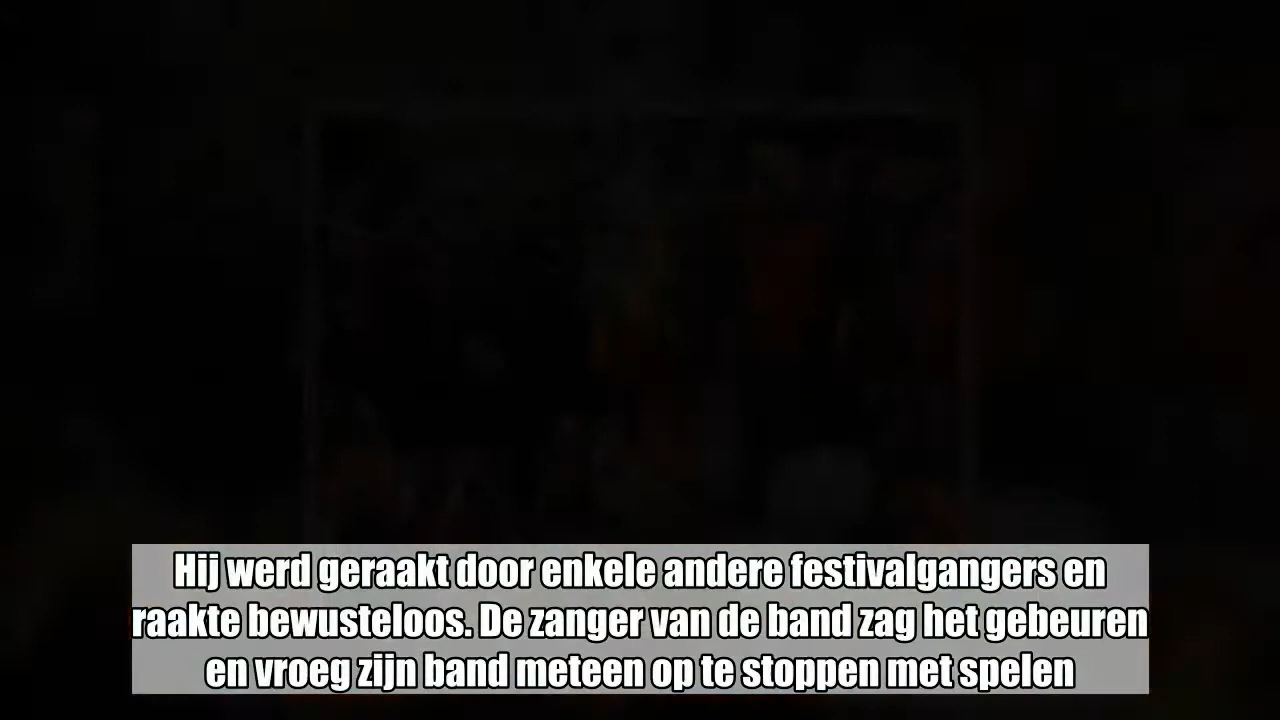 Hij werd geraakt door enkele andere festivalgangers en
raakte bewusteloos. De zanger van de band zag het gebeuren
en vroeg zijn band meteen op te stoppen met spelen